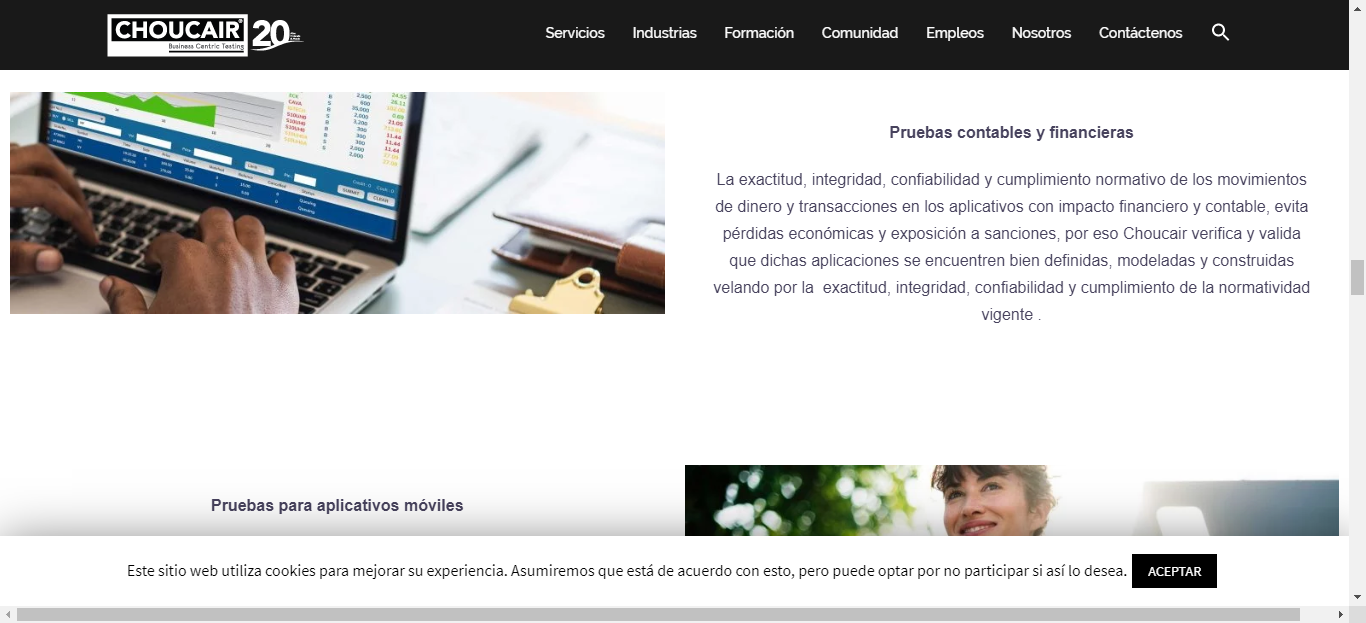 CHOUCAIR
Business Centric Testing
20
Servicios Industrias Formación Comunidad Empleos Nosotros Contáctenos
Pruebas contables y financieras
La exactitud, integridad, confiabilidad y cumplimiento normativo de los movimientos
de dinero y transacciones en los aplicativos con impacto financiero y contable, evita
pérdidas económicas y exposición a sanciones, por eso Choucair verifica y valida
que dichas aplicaciones se encuentren bien definidas, modeladas y construidas
velando por la  exactitud, integridad, confiabilidad y cumplimiento de la normatividad
vigente .
Pruebas para aplicativos móviles
Este sitio web utiliza cookies para mejorar su experiencia. Asumiremos que está de acuerdo con esto, pero puede optar por no participar si así lo desea. ACEPTAR